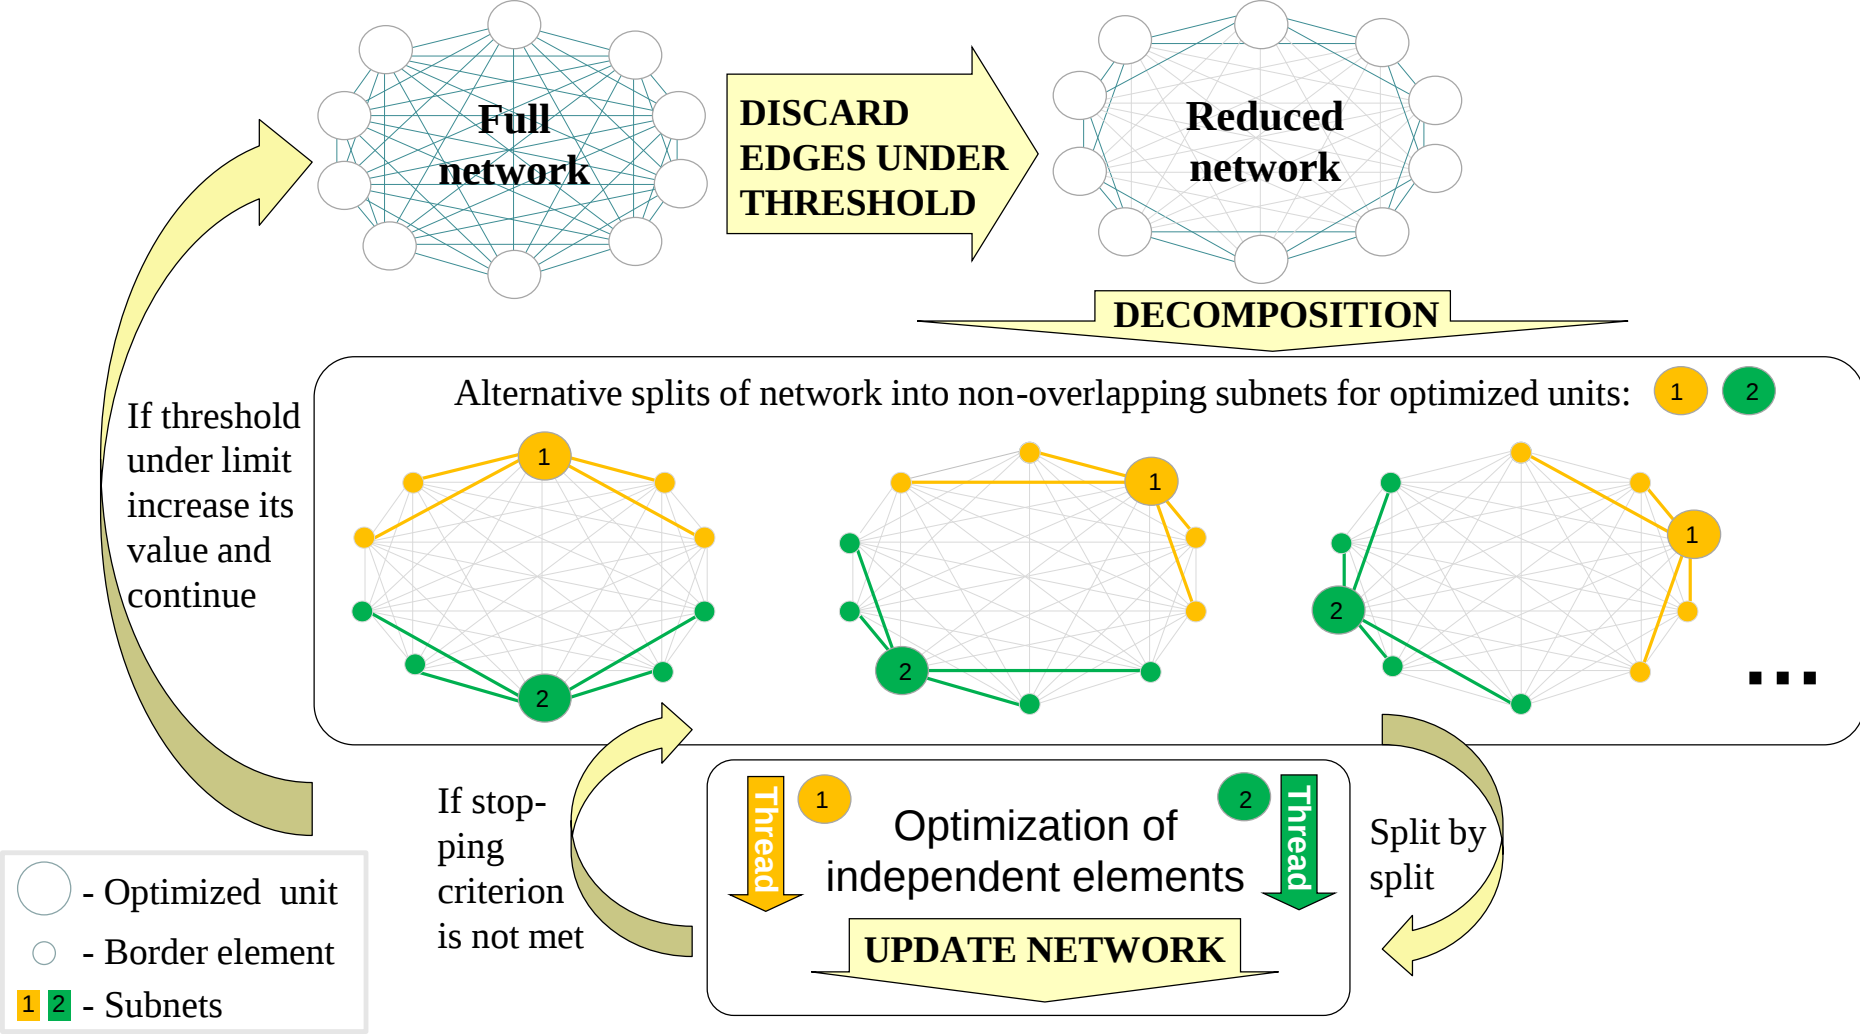 Full
network
DISCARD
EDGES UNDER
THRESHOLD
Reduced
network
DECOMPOSITION
Alternative splits of network into non-overlapping subnets for optimized units: 1 2
If threshold
under limit
increase its
value and
continue
1
2
1
2
1
2
...
If stop-
ping
criterion
is not met
Thread
1
Optimization of
independent elements
2
Thread
UPDATE NETWORK
Split by
split
- Optimized unit
- Border element
1 2 - Subnets